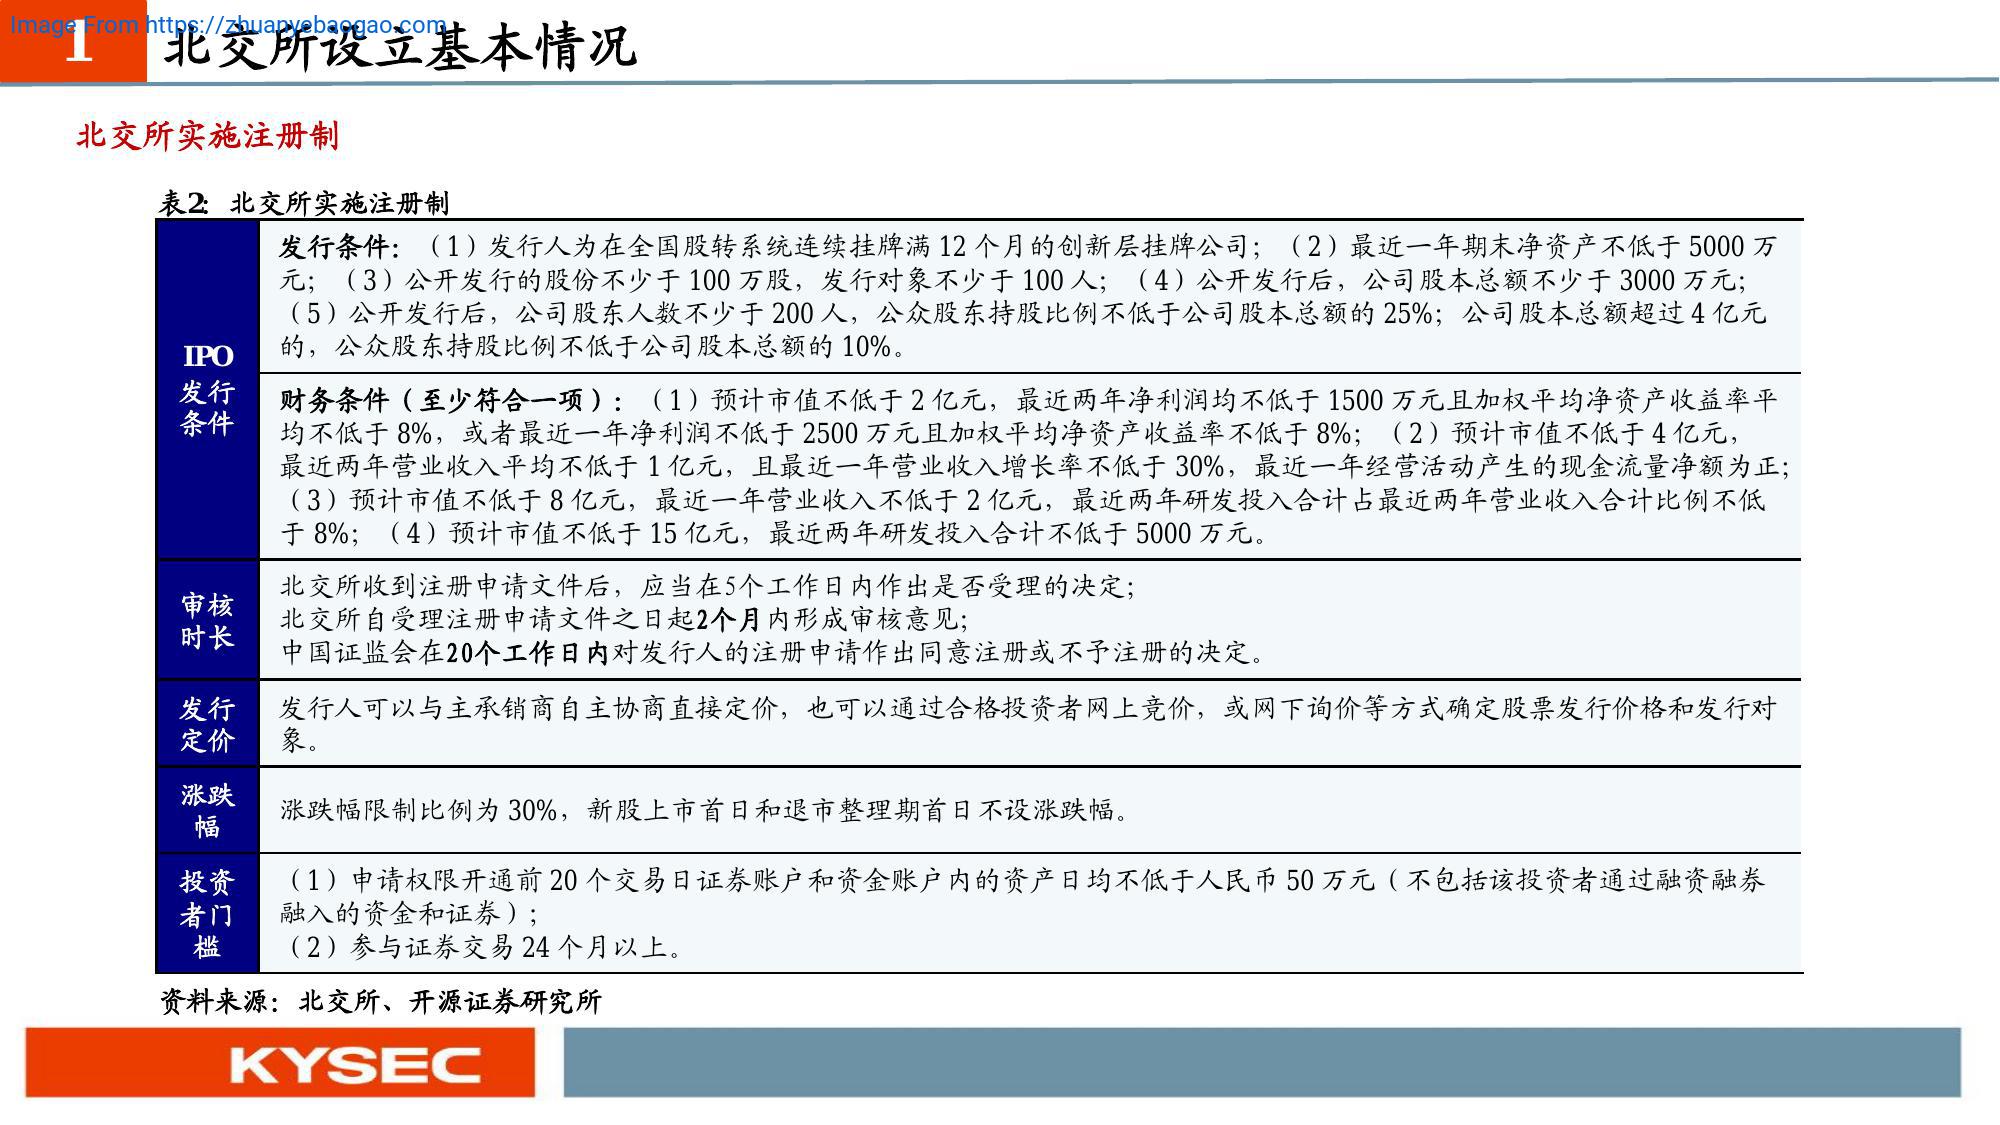 Image From https://zhuanyebaogao.com
1
北交所设立基本情况
北交所实施注册制
表2：北交所实施注册制
IPO
发行
条件
发行条件：（1）发行人为在全国股转系统连续挂牌满 12 个月的创新层挂牌公司；（2）最近一年期末净资产不低于 5000 万
元；（3）公开发行的股份不少于 100 万股，发行对象不少于 100 人；（4）公开发行后，公司股本总额不少于 3000 万元；
（5）公开发行后，公司股东人数不少于 200 人，公众股东持股比例不低于公司股本总额的 25%；公司股本总额超过 4 亿元
的，公众股东持股比例不低于公司股本总额的 10%。
财务条件（至少符合一项）：（1）预计市值不低于 2 亿元，最近两年净利润均不低于 1500 万元且加权平均净资产收益率平
均不低于 8%，或者最近一年净利润不低于 2500 万元且加权平均净资产收益率不低于 8%；（2）预计市值不低于 4 亿元，
最近两年营业收入平均不低于 1 亿元，且最近一年营业收入增长率不低于 30%，最近一年经营活动产生的现金流量净额为正；
（3）预计市值不低于 8 亿元，最近一年营业收入不低于 2 亿元，最近两年研发投入合计占最近两年营业收入合计比例不低
于 8%；（4）预计市值不低于 15 亿元，最近两年研发投入合计不低于 5000 万元。
审核
时长
北交所收到注册申请文件后，应当在5个工作日内作出是否受理的决定；
北交所自受理注册申请文件之日起2个月内形成审核意见；
中国证监会在20个工作日内对发行人的注册申请作出同意注册或不予注册的决定。
发行
定价
发行人可以与主承销商自主协商直接定价，也可以通过合格投资者网上竞价，或网下询价等方式确定股票发行价格和发行对
象。
涨跌
幅
涨跌幅限制比例为 30%，新股上市首日和退市整理期首日不设涨跌幅。
投资
者门
槛
（1）申请权限开通前 20 个交易日证券账户和资金账户内的资产日均不低于人民币 50 万元（不包括该投资者通过融资融券
融入的资金和证券）；
（2）参与证券交易 24 个月以上。
资料来源：北交所、开源证券研究所
KYSEC